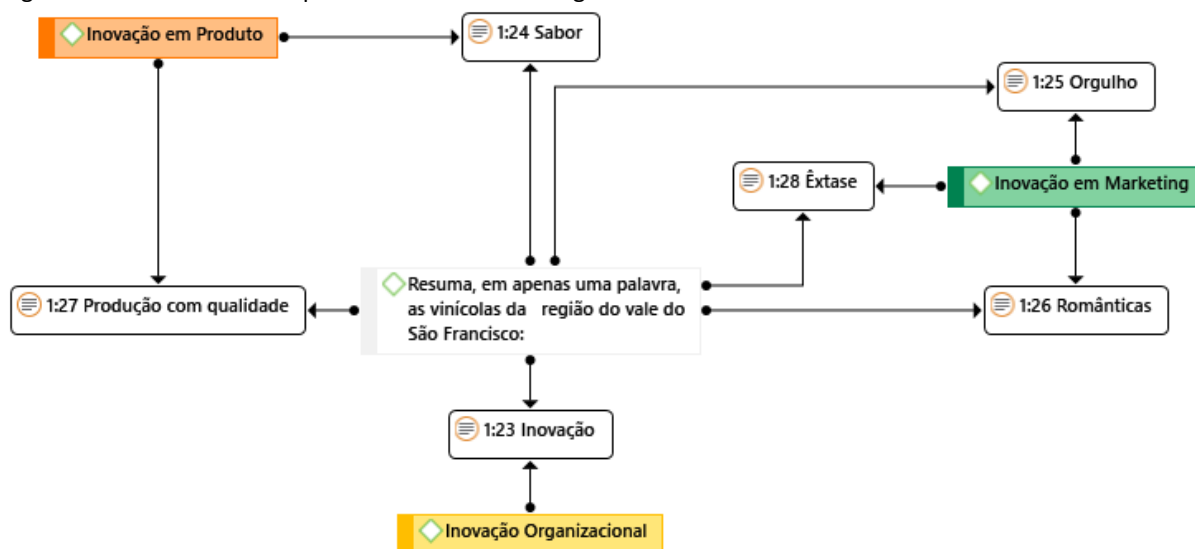 Inovação em Produto
1:24 Sabor
1:25 Orgulho
1:28 Êxtase
Inovação em Marketing
1:27 Produção com qualidade
Resuma, em apenas uma palavra,
as vinícolas da região do vale do
São Francisco:
1:26 Românticas
1:23 Inovação
Inovação Organizacional